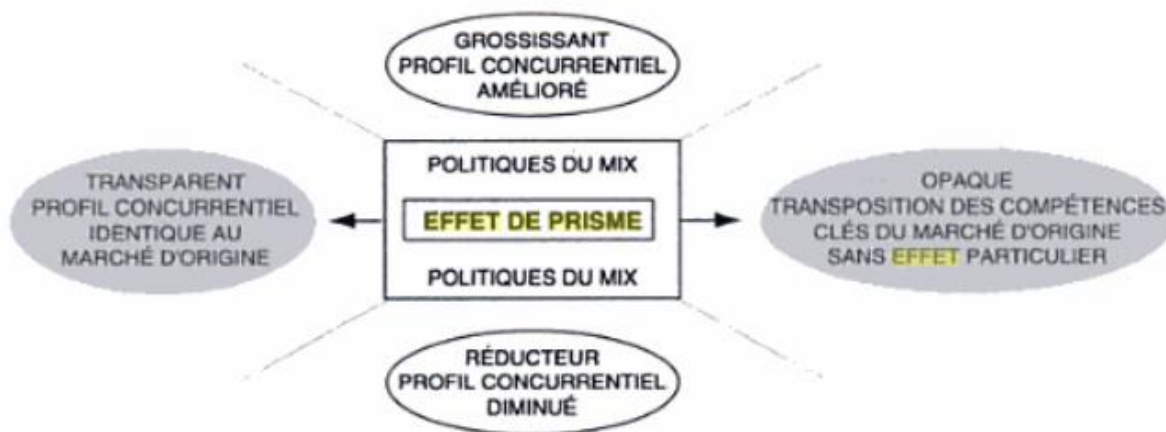 GROSSISSANT
PROFIL CONCURRENTIEL
AMÉLIORÉ
TRANSPARENT
PROFIL CONCURRENTIEL
IDENTIQUE AU
MARCHÉ D'ORIGINE
POLITIQUES DU MIX
EFFET DE PRISME
POLITIQUES DU MIX
OPAQUE
TRANSPOSITION DES COMPÉTENCES
CLÉS DU MARCHÉ D'ORIGINE
SANS EFFET PARTICULIER
RÉDUCTEUR
PROFIL CONCURRENTIEL
DIMINUÉ